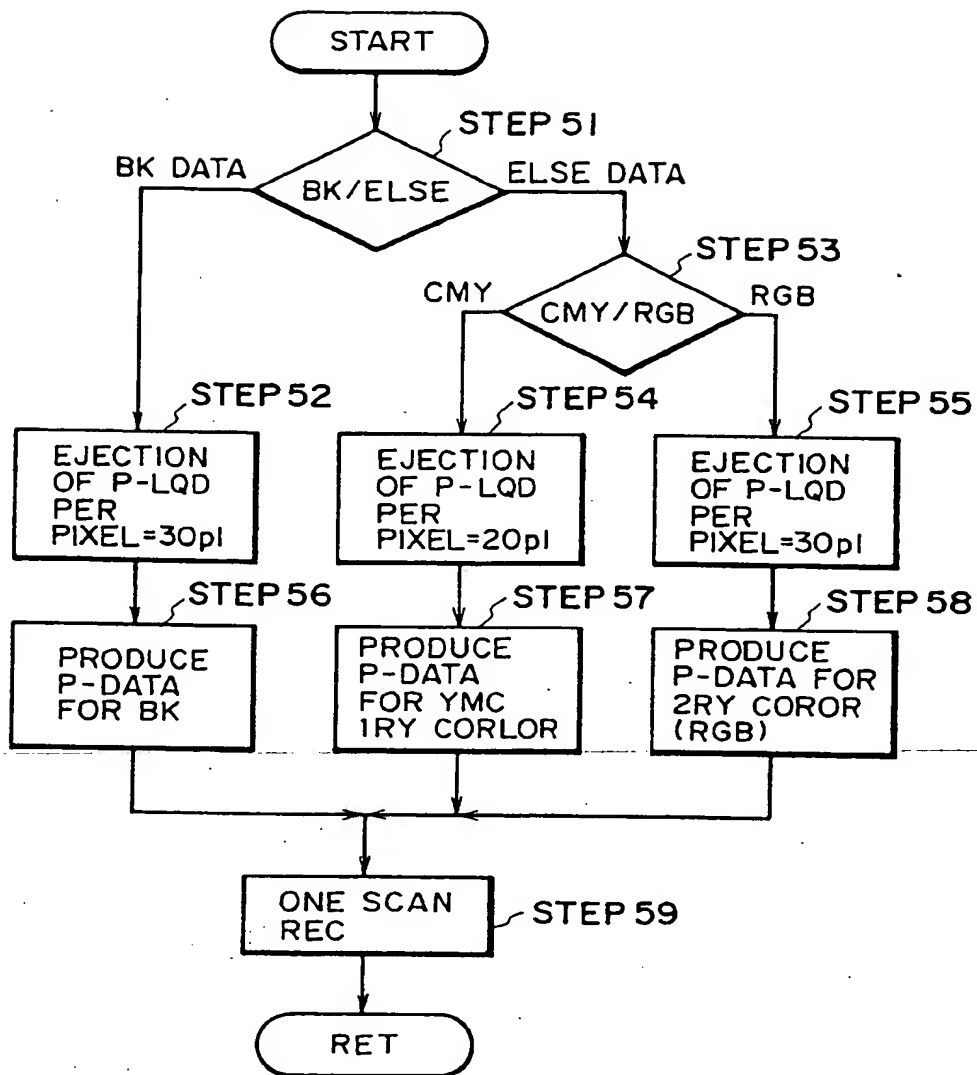 START
STEP 51
BK DATA
BK/ELSE
ELSE DATA
STEP 53
CMY
CMY/RGB
RGB
STEP 52
EJECTION
OF P-LQD
PER
PIXEL=30pl
STEP 54
EJECTION
OF P-LQD
PER
PIXEL=20pl
STEP 55
EJECTION
OF P-LQD
PER
PIXEL=30pl
STEP 56
PRODUCE
P-DATA
FOR BK
STEP 57
PRODUCE
P-DATA
FOR YMC
1RY CORLOR
STEP 58
PRODUCE
P-DATA FOR
2RY COROR
(RGB)
ONE SCAN
REC
STEP 59
RET